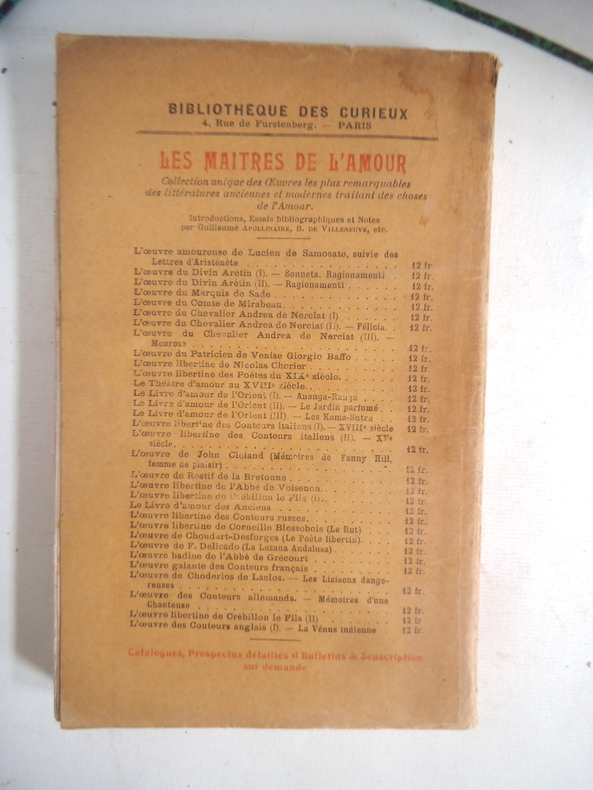 BIBLIOTHÈQUE DES CURIEUX
4, Rue de Furstenberg. — PARIS
LES MAITRES DE L'AMOUR
Collection unique des Œuvres les plus remarquables
des littératures anciennes et modernes traitant des choses
de l'Amour.
Introductions, Essais bibliographiques et Notes
par Guillaume APOLLINAIRE, B. DE VILLENEUVE, etc.
L'œuvre amoureuse de Lucien de Samosate, suivie des
Lettres d'Aristénète . . . . . . . . . . . . 12 fr.
L'œuvre du Divin Arétin (I). — Sonnets, Ragionamenti . 12 fr.
L'œuvre du Divin Arétin (II). — Ragionamenti . . . . . 12 fr.
L'œuvre du Marquis de Sade . . . . . . . . . . 12 fr.
L'œuvre du Comte de Mirabeau. . . . . . . . . . 12 fr.
L'œuvre du Chevalier Andrea de Nerciat (I) . . . . . 12 fr.
L'œuvre du Chevalier Andrea de Nerciat (II). — Félicia. . 12 fr.
L'œuvre du Chevalier Andrea de Nerciat (III). —
Monrose . . . . . . . . . . . . . . . 12 fr.
L'œuvre du Patricien de Venise Giorgio Baffo . . . . 12 fr.
L'œuvre libertine de Nicolas Chorier . . . . . . . 12 fr.
L'œuvre libertine des Poètes du XIXe siècle. . . . . 12 fr.
Le Théâtre d'amour au XVIIIe siècle. . . . . . . . 12 fr.
Le Livre d'amour de l'Orient (I). — Ananga-Ranga . . . . 12 fr.
Le Livre d'amour de l'Orient (II). — Le Jardin parfumé . . 12 fr.
Le Livre d'amour de l'Orient (III). — Les Kama-Sutra . . 12 fr.
L'œuvre libertine des Conteurs italiens (I). — XVIIIe siècle 12 fr.
L'œuvre libertine des Conteurs italiens (II). — XVe
siècle. . . . . . . . . . . . . . . . . 12 fr.
L'œuvre de John Cleland (Mémoires de Fanny Hill,
femme de plaisir) . . . . . . . . . . . . . 12 fr.
L'œuvre de Restif de la Bretonne . . . . . . . . 12 fr.
L'œuvre libertine de l'Abbé de Voisenon. . . . . . 12 fr.
L'œuvre libertine de Crébillon le Fils (I). . . . . . 12 fr.
Le Livre d'amour des Anciens . . . . . . . . . 12 fr.
L'œuvre libertine des Conteurs russes. . . . . . . 12 fr.
L'œuvre libertine de Corneille Blessebois (Le Rut) . . 12 fr.
L'œuvre de Choudart-Desforges (Le Poète libertin). . . 12 fr.
L'œuvre de F. Delicado (La Lozana Andalusa). . . . . 12 fr.
L'œuvre badine de l'Abbé de Grécourt . . . . . . 12 fr.
L'œuvre galante des Conteurs français . . . . . . 12 fr.
L'œuvre de Choderlos de Laclos. — Les Liaisons dange-
reuses . . . . . . . . . . . . . . . . 12 fr.
L'œuvre des Conteurs allemands. — Mémoires d'une
Chanteuse . . . . . . . . . . . . . . . 12 fr.
L'œuvre libertine de Crébillon le Fils (II) . . . . . 12 fr.
L'œuvre des Conteurs anglais (I). — La Vénus indienne 12 fr
Catalogues, Prospectus détaillés et Bulletins de Souscription
sur demande